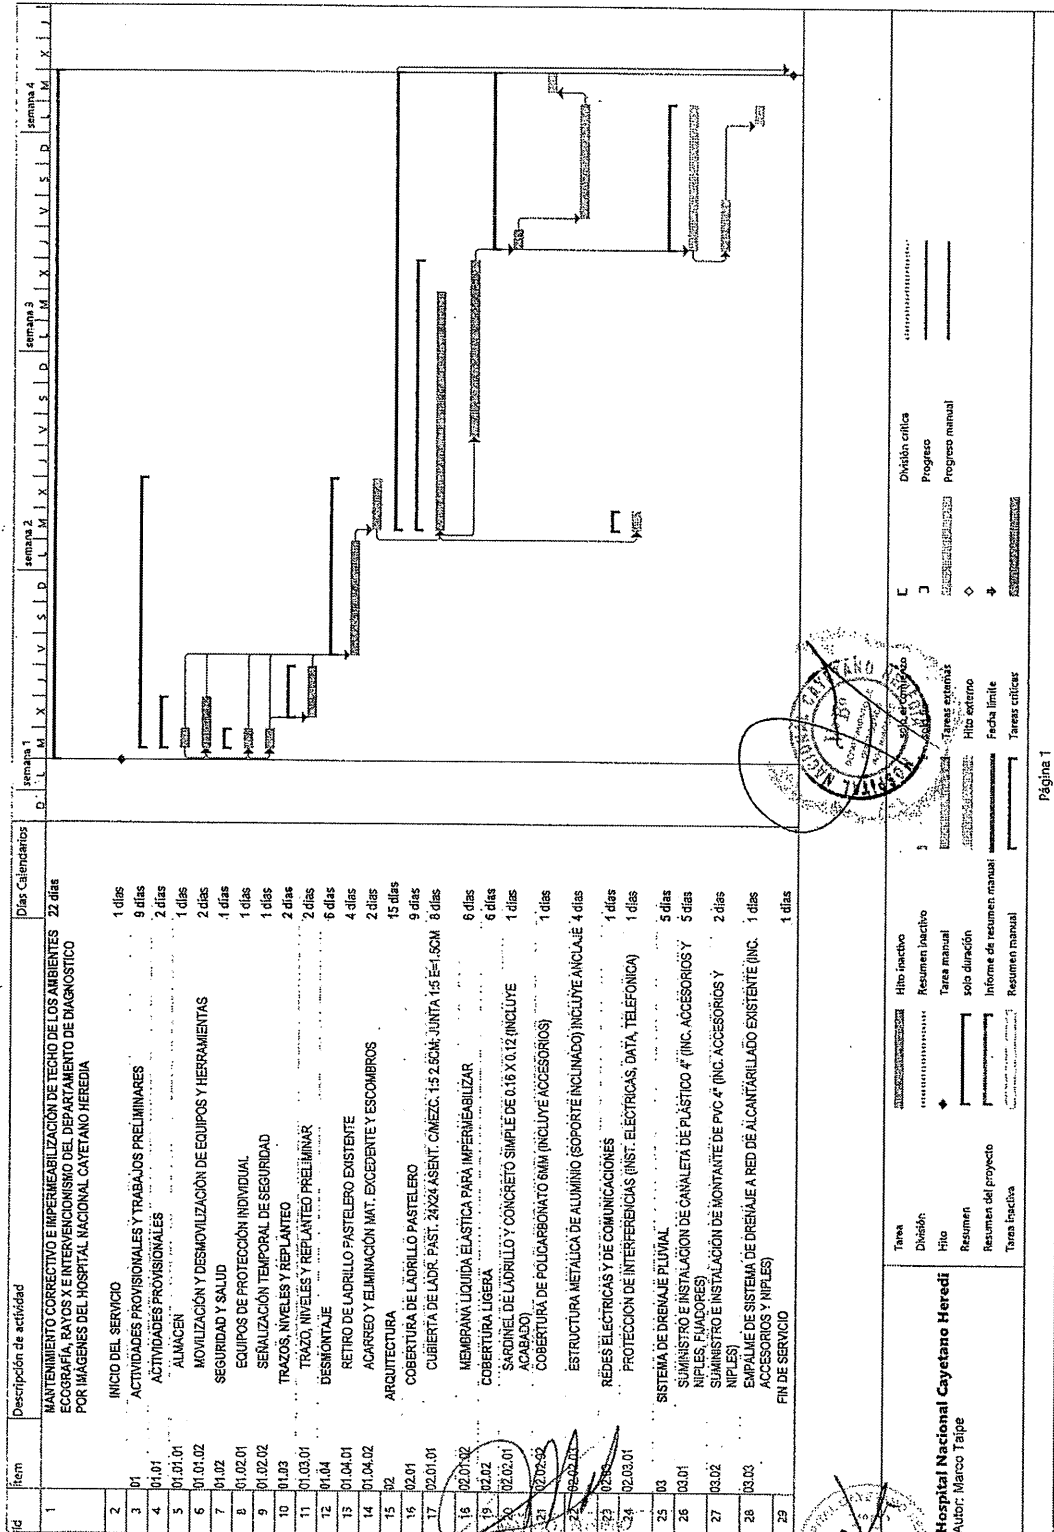 id Item Descripción de actividad Días Calendarios
semana 1 semana 2 semana 3 semana 4
D L M X J V S D L M X J V S D L M X J V S D L M X J
1 MANTENIMIENTO CORRECTIVO E IMPERMEABILIZACIÓN DE TECHO DE LOS AMBIENTES 22 días
ECOGRAFÍA, RAYOS X E INTERVENCIONISMO DEL DEPARTAMENTO DE DIAGNOSTICO
POR IMÁGENES DEL HOSPITAL NACIONAL CAYETANO HEREDIA
2 INICIO DEL SERVICIO 1 días
3 01 ACTIVIDADES PROVISIONALES Y TRABAJOS PRELIMINARES 9 días
4 01.01 ACTIVIDADES PROVISIONALES 2 días
5 01.01.01 ALMACEN 1 días
6 01.01.02 MOVILIZACIÓN Y DESMOVILIZACIÓN DE EQUIPOS Y HERRAMIENTAS 2 días
7 01.02 SEGURIDAD Y SALUD 1 días
8 01.02.01 EQUIPOS DE PROTECCIÓN INDIVIDUAL 1 días
9 01.02.02 SEÑALIZACIÓN TEMPORAL DE SEGURIDAD 1 días
10 01.03 TRAZOS, NIVELES Y REPLANTEO 2 días
11 01.03.01 TRAZO, NIVELES Y REPLANTEO PRELIMINAR 2 días
12 01.04 DESMONTAJE 6 días
13 01.04.01 RETIRO DE LADRILLO PASTELERO EXISTENTE 4 días
14 01.04.02 ACARREO Y ELIMINACIÓN MAT. EXCEDENTE Y ESCOMBROS 2 días
15 02 ARQUITECTURA 15 días
16 02.01 COBERTURA DE LADRILLO PASTELERO 9 días
17 02.01.01 CUBIERTA DE LADR. PAST. 24X24 ASENT. C/MEZC. 1:5 2.5CM; JUNTA 1:5 E=1.5CM 8 días
18 02.01.02 MEMBRANA LIQUIDA ELASTICA PARA IMPERMEABILIZAR 6 días
19 02.02 COBERTURA LIGERA 6 días
20 02.02.01 SARDINEL DE LADRILLO Y CONCRETO SIMPLE DE 0.16 X 0.12 (INCLUYE 1 días
ACABADO)
21 02.02.02 COBERTURA DE POLICARBONATO 6MM (INCLUYE ACCESORIOS) 1 días
22 02.02.03 ESTRUCTURA METALICA DE ALUMINIO (SOPORTE INCLINADO) INCLUYE ANCLAJE 4 días
23 02.03 REDES ELECTRICAS Y DE COMUNICACIONES 1 días
24 02.03.01 PROTECCION DE INTERFERENCIAS (INST. ELECTRICAS, DATA, TELEFONICA) 1 días
25 03 SISTEMA DE DRENAJE PLUVIAL 5 días
26 03.01 SUMINISTRO E INSTALACION DE CANALETA DE PLÁSTICO 4" (INC. ACCESORIOS Y 5 días
NIPLES, FIJADORES)
27 03.02 SUMINISTRO E INSTALACIÓN DE MONTANTE DE PVC 4" (INC. ACCESORIOS Y 2 días
NIPLES)
28 03.03 EMPALME DE SISTEMA DE DRENAJE A RED DE ALCANTARILLADO EXISTENTE (INC. 1 días
ACCESORIOS Y NIPLES)
29 FIN DE SERVICIO 1 días
Hospital Nacional Cayetano Heredi
Autor: Marco Taipe
Tarea
División
Hito
Resumen
Resumen del proyecto
Tarea inactiva
Hito inactivo
Resumen inactivo
Tarea manual
solo duración
Informe de resumen manual
Resumen manual
solo el comienzo
Tareas externas
Hito externo
Fecha límite
Tareas críticas
División crítica
Progreso
Progreso manual
HOSPITAL NACIONAL CAYETANO
Página 1